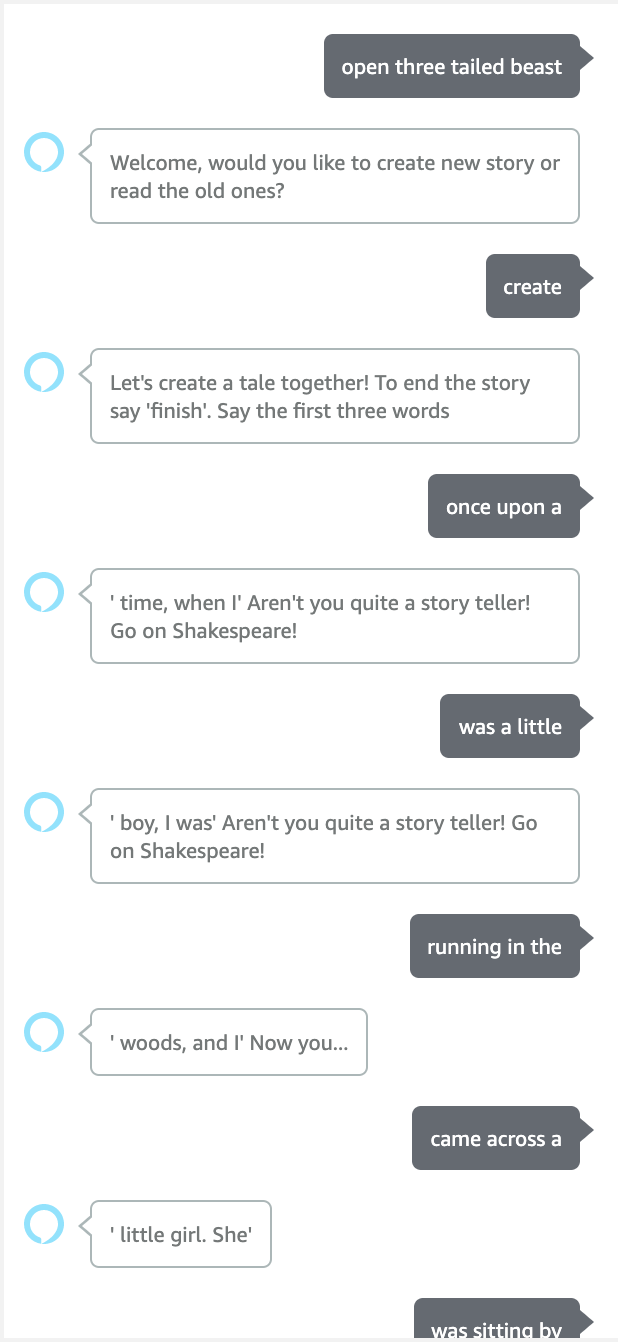 open three tailed beast
Welcome, would you like to create new story or
read the old ones?
create
Let's create a tale together! To end the story
say 'finish'. Say the first three words
once upon a
' time, when I' Aren't you quite a story teller!
Go on Shakespeare!
was a little
' boy, I was' Aren't you quite a story teller! Go
on Shakespeare!
running in the
' woods, and I' Now you...
came across a
' little girl. She'
was sitting by